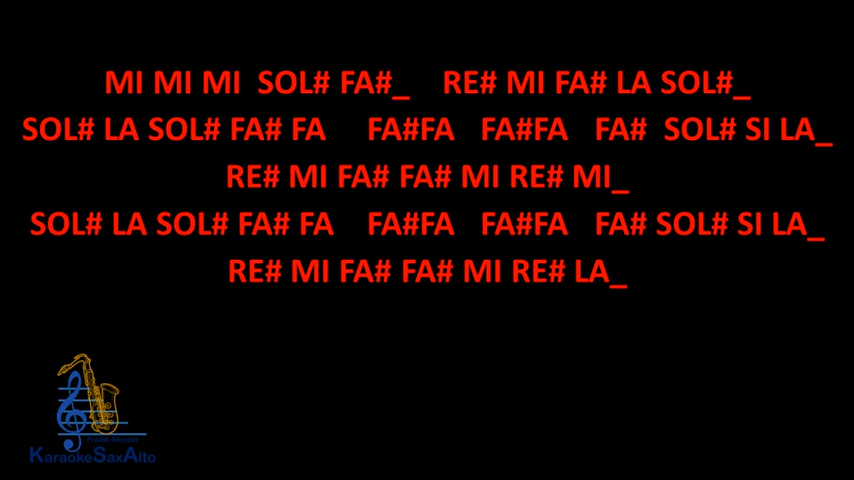 MI MI MI SOL# FA#_ RE# MI FA# LA SOL#_
SOL# LA SOL# FA# FA FA#FA FA#FA FA# SOL# SI LA_
RE# MI FA# FA# MI RE# MI_
SOL# LA SOL# FA# FA FA#FA FA#FA FA# SOL# SI LA_
RE# MI FA# FA# MI RE# LA_
KaraokeSaxAlto